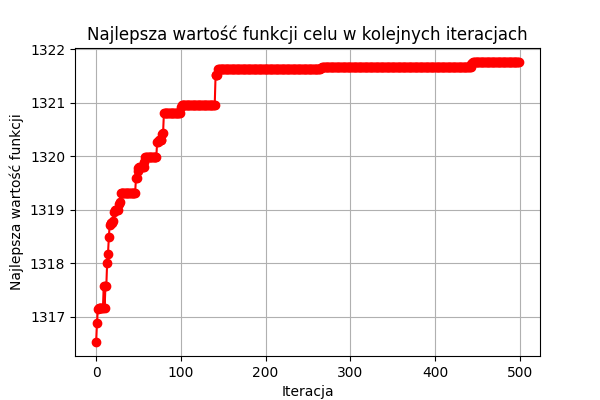 Najlepsza wartość funkcji celu w kolejnych iteracjach
Najlepsza wartość funkcji
1322
1321
1320
1319
1318
1317
0 100 200 300 400 500
Iteracja